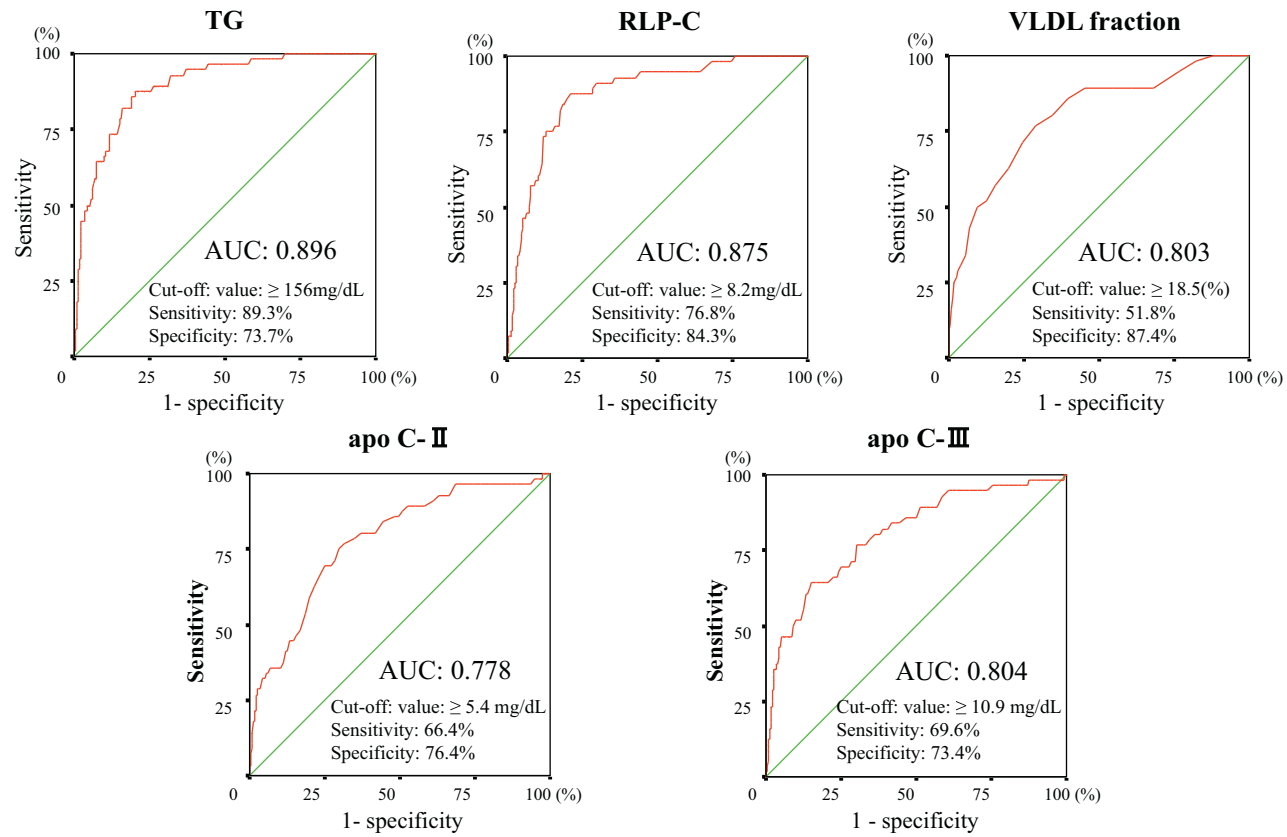 TG
(%)
100
75
50
25
0
25
50
75
100 (%)
Sensitivity
1- specificity
AUC: 0.896
Cut-off: value: ≥ 156mg/dL
Sensitivity: 89.3%
Specificity: 73.7%
RLP-C
(%)
100
75
50
25
0
25
50
75
100 (%)
Sensitivity
1- specificity
AUC: 0.875
Cut-off: value: ≥ 8.2mg/dL
Sensitivity: 76.8%
Specificity: 84.3%
VLDL fraction
(%)
100
75
50
25
0
25
50
75
100 (%)
Sensitivity
1 - specificity
AUC: 0.803
Cut-off: value: ≥ 18.5(%)
Sensitivity: 51.8%
Specificity: 87.4%
apo C-Ⅱ
(%)
100
75
50
25
0
25
50
75
100 (%)
Sensitivity
1 - specificity
AUC: 0.778
Cut-off: value: ≥ 5.4 mg/dL
Sensitivity: 66.4%
Specificity: 76.4%
apo C-Ⅲ
(%)
100
75
50
25
0
25
50
75
100 (%)
Sensitivity
1 - specificity
AUC: 0.804
Cut-off: value: ≥ 10.9 mg/dL
Sensitivity: 69.6%
Specificity: 73.4%